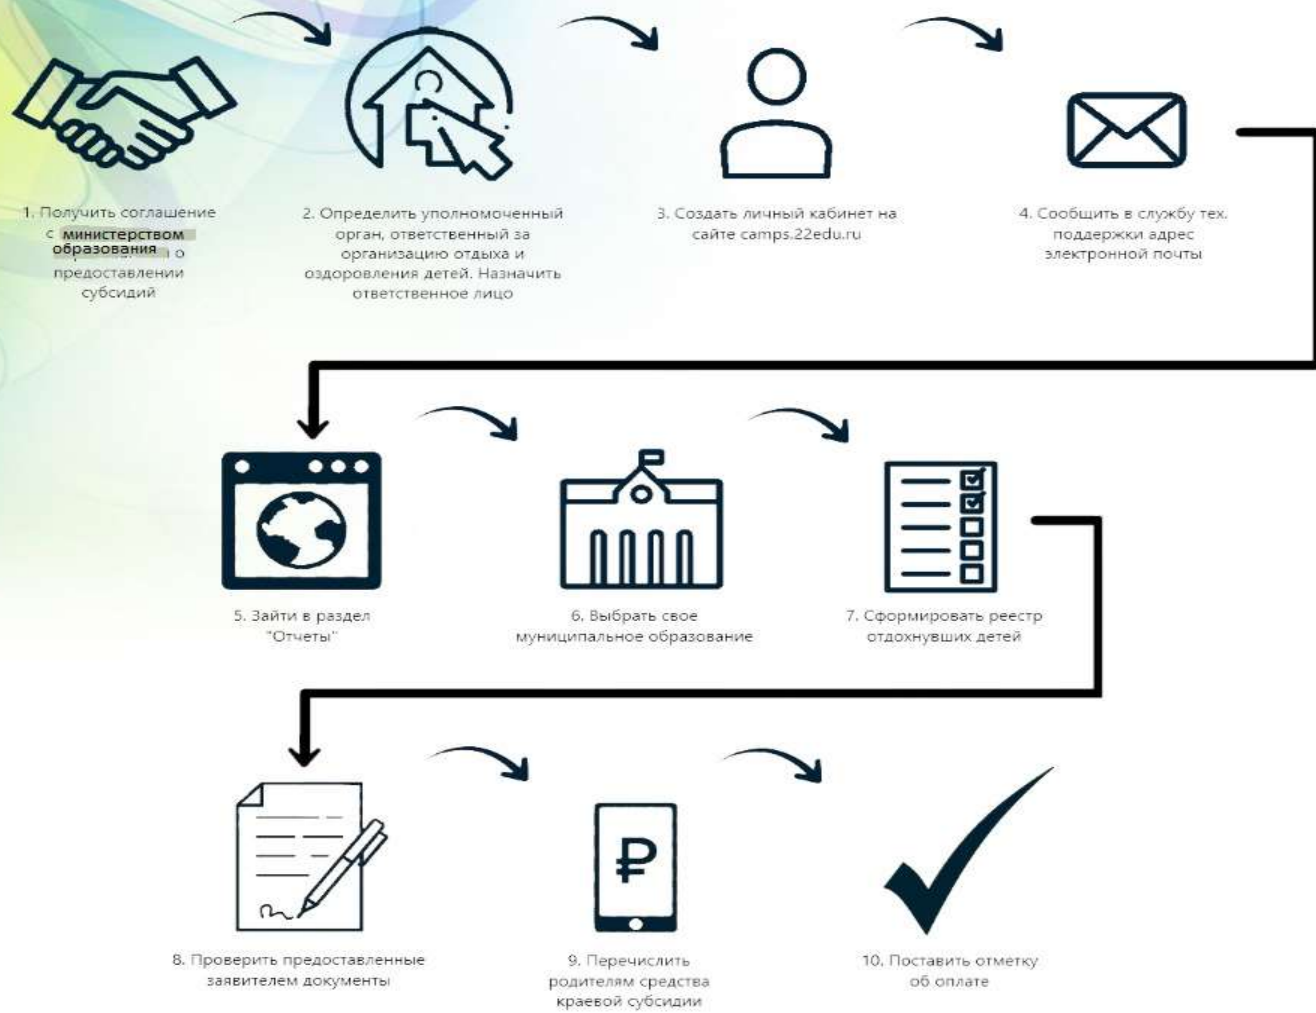 1. Получить соглашение
с министерством
образования о
предоставлении
субсидий
2. Определить уполномоченный
орган, ответственный за
организацию отдыха и
оздоровления детей. Назначить
ответственное лицо
3. Создать личный кабинет на
сайте camps.22edu.ru
4. Сообщить в службу тех.
поддержки адрес
электронной почты
5. Зайти в раздел
"Отчеты"
6. Выбрать свое
муниципальное образование
7. Сформировать реестр
отдохнувших детей
8. Проверить предоставленные
заявителем документы
₽
9. Перечислить
родителям средства
краевой субсидии
10. Поставить отметку
об оплате